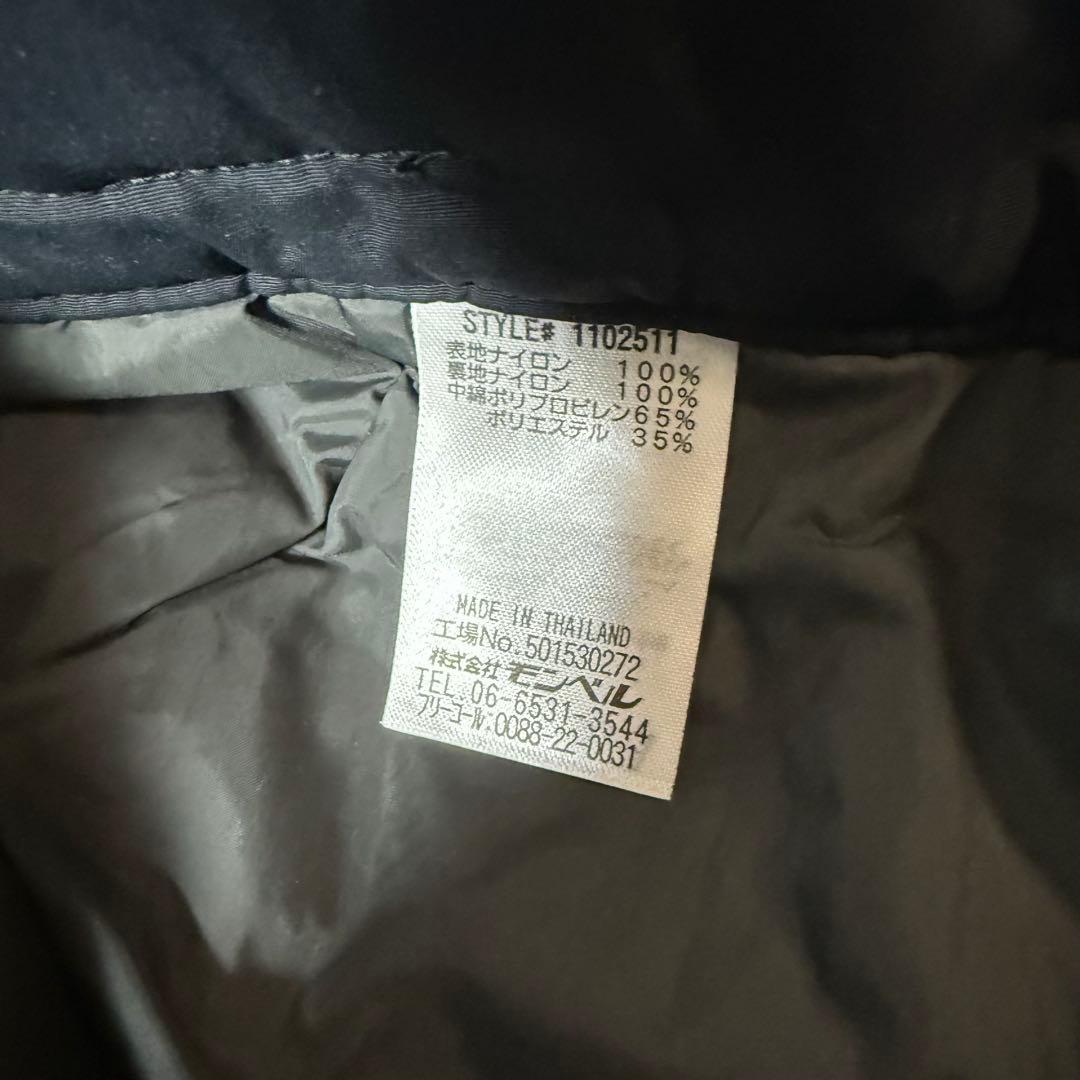 STYLE# 1102511
表地ナイロン 100%
裏地ナイロン 100%
中綿ポリプロピレン65%
ポリエステル 35%
MADE IN THAILAND
工場No.501530272
株式会社モンベル
TEL.06-6531-3544
フリーコール:0088-22-0031